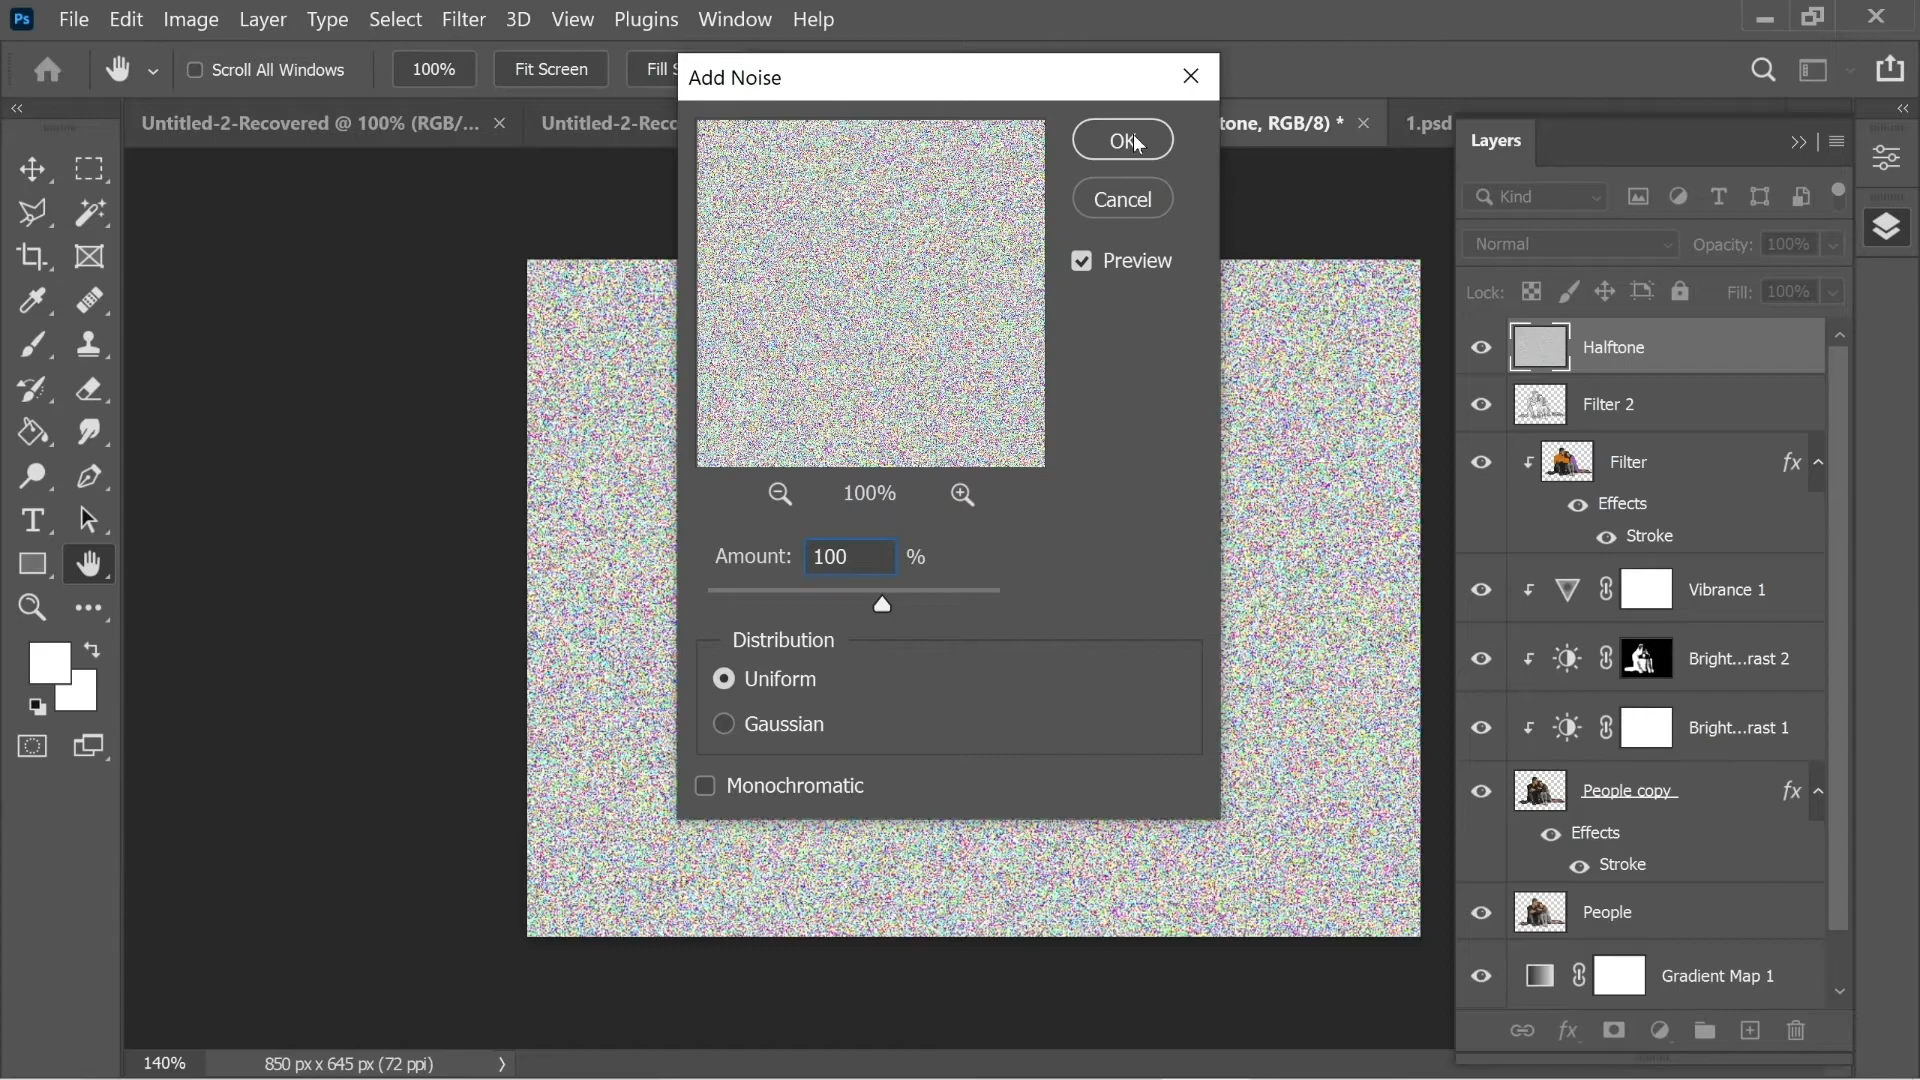 Ps File Edit Image Layer Type Select Filter 3D View Plugins Window Help
Scroll All Windows 100% Fit Screen Fill
Add Noise
Untitled-2-Recovered @ 100% (RGB/... Untitled-2-Rec tone, RGB/8) * 1.psd
Layers
OK
Cancel
Preview
100%
Amount: 100 %
Distribution
Uniform
Gaussian
Monochromatic
Kind
Normal Opacity: 100%
Lock: Fill: 100%
Halftone
Filter 2
Filter fx
Effects
Stroke
Vibrance 1
Bright...rast 2
Bright...rast 1
People copy fx
Effects
Stroke
People
Gradient Map 1
fx
140% 850 px x 645 px (72 ppi)